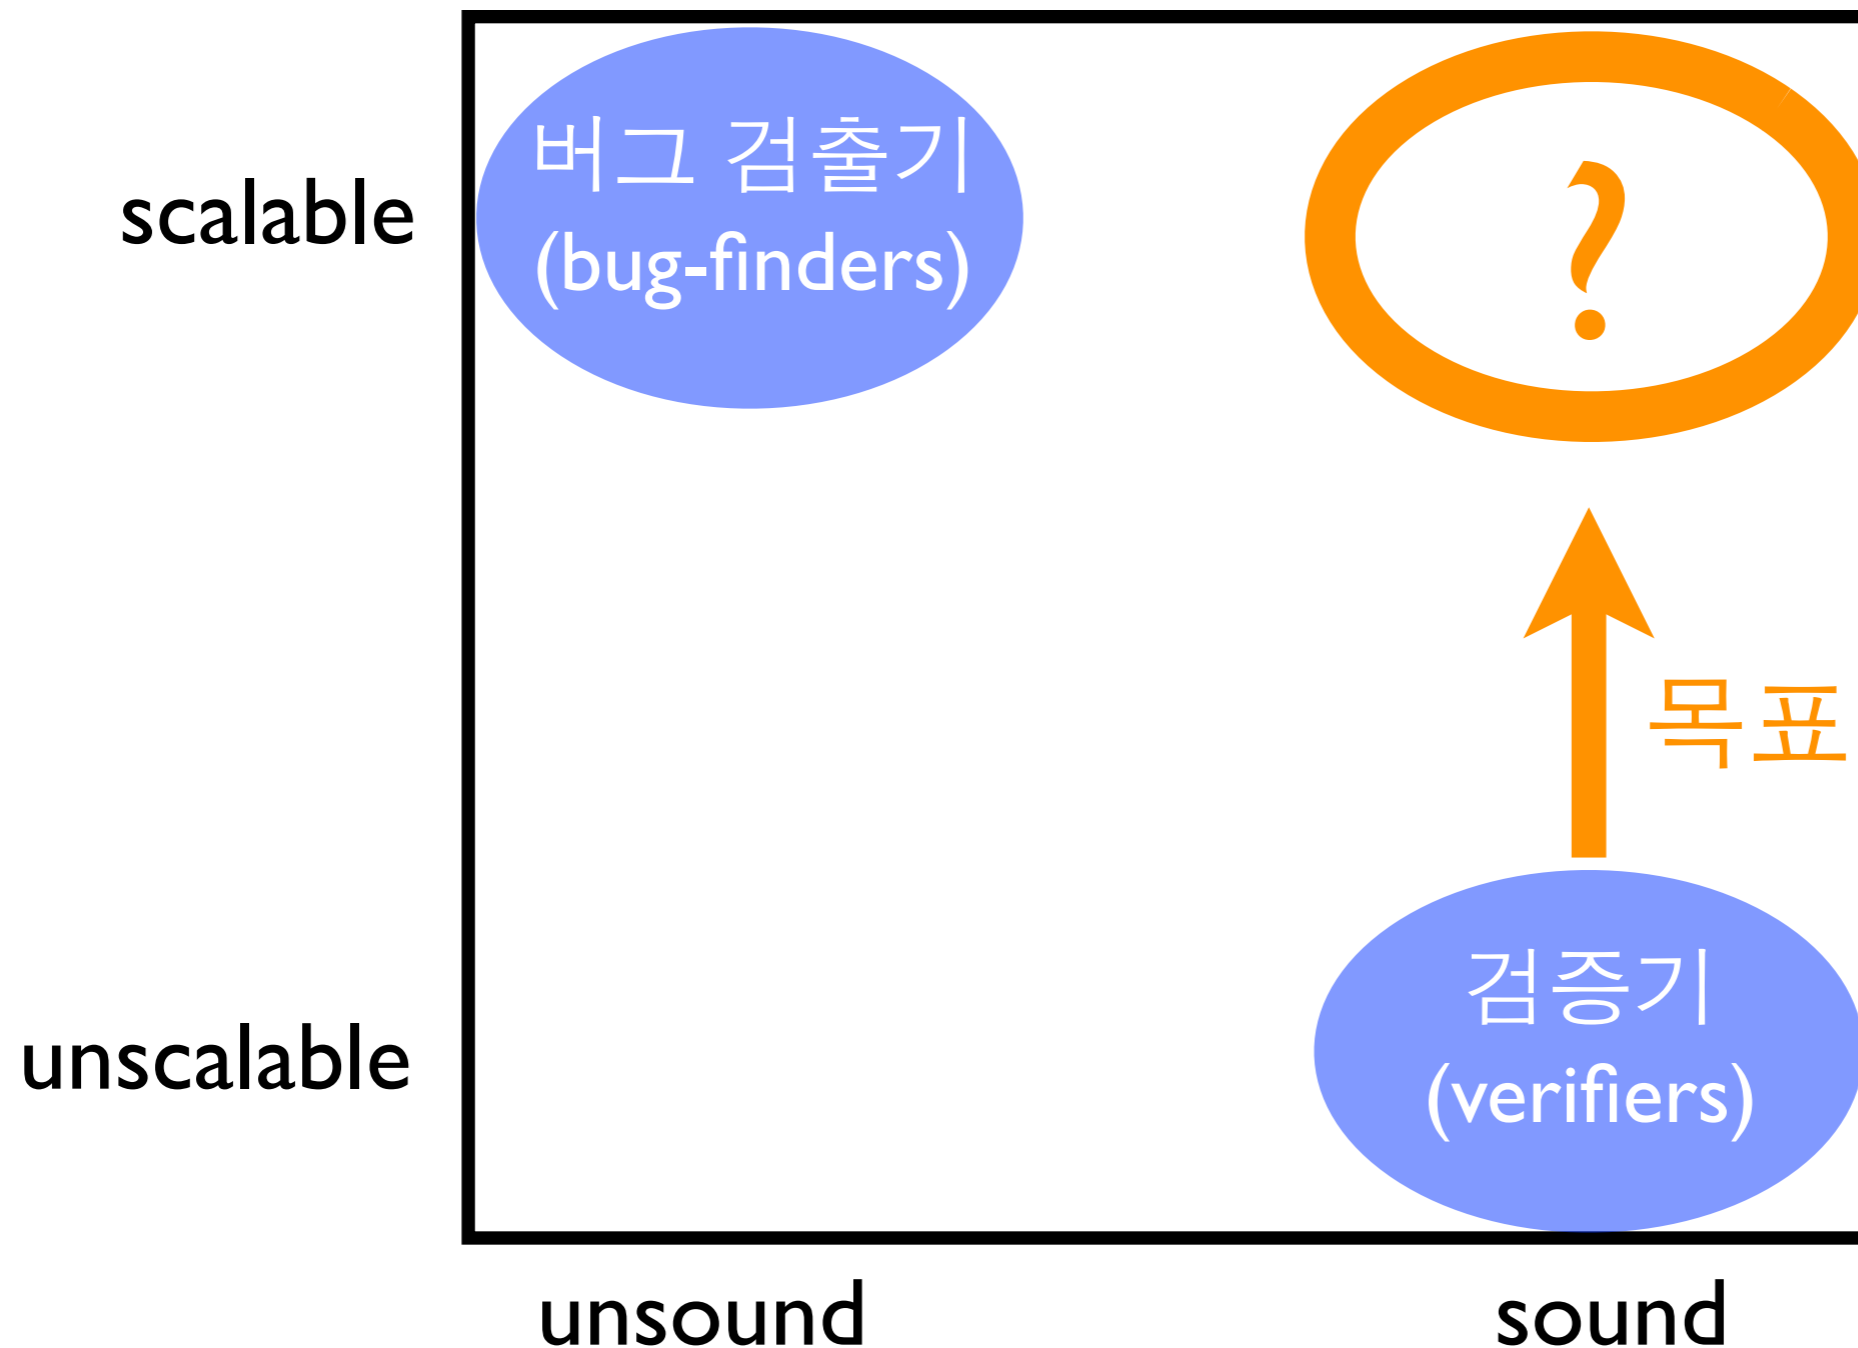 scalable
버그 검출기
(bug-finders)
?
목표
unscalable
검증기
(verifiers)
unsound
sound